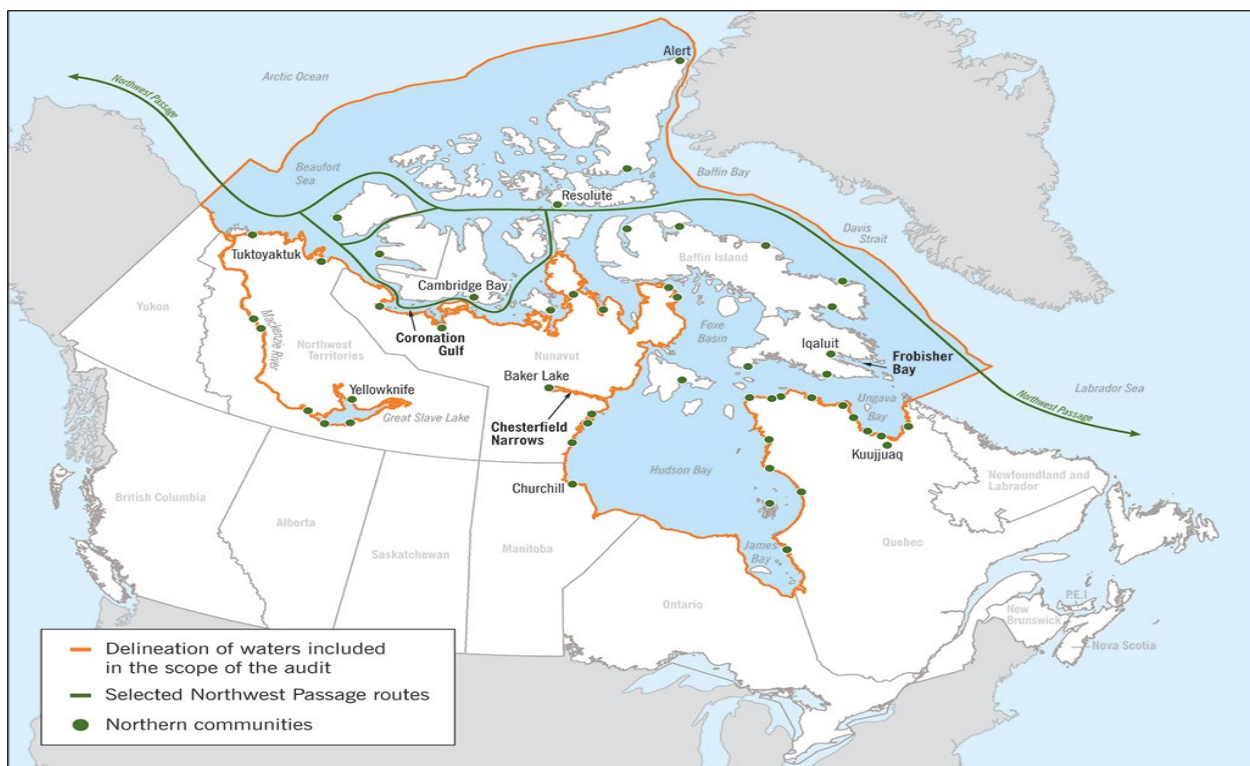 Alert
Arctic Ocean
Northwest Passage
Beaufort
Sea
Baffin Bay
Resolute
Davis
Strait
Tuktoyaktuk
Baffin Island
Cambridge Bay
Yukon
Mackenzie River
Coronation
Gulf
Foxe
Basin
Iqaluit
Northwest
Territories
Nunavut
Frobisher
Bay
Baker Lake
Yellowknife
Labrador Sea
Great Slave Lake
Ungava
Bay
Northwest Passage
Chesterfield
Narrows
Kuujjuaq
Hudson Bay
Newfoundland and
Labrador
Churchill
British Columbia
Alberta
Saskatchewan
Manitoba
James
Bay
Quebec
Ontario
P.E.I
New
Brunswick
Nova Scotia
Delineation of waters included
in the scope of the audit
Selected Northwest Passage routes
Northern communities